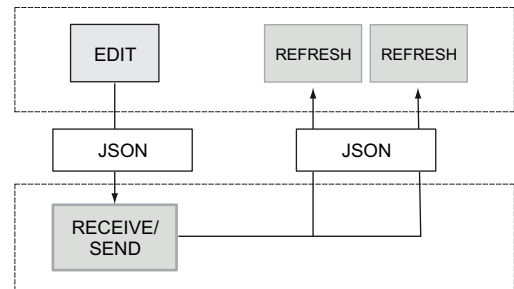 EDIT
REFRESH
REFRESH
JSON
JSON
RECEIVE/
SEND